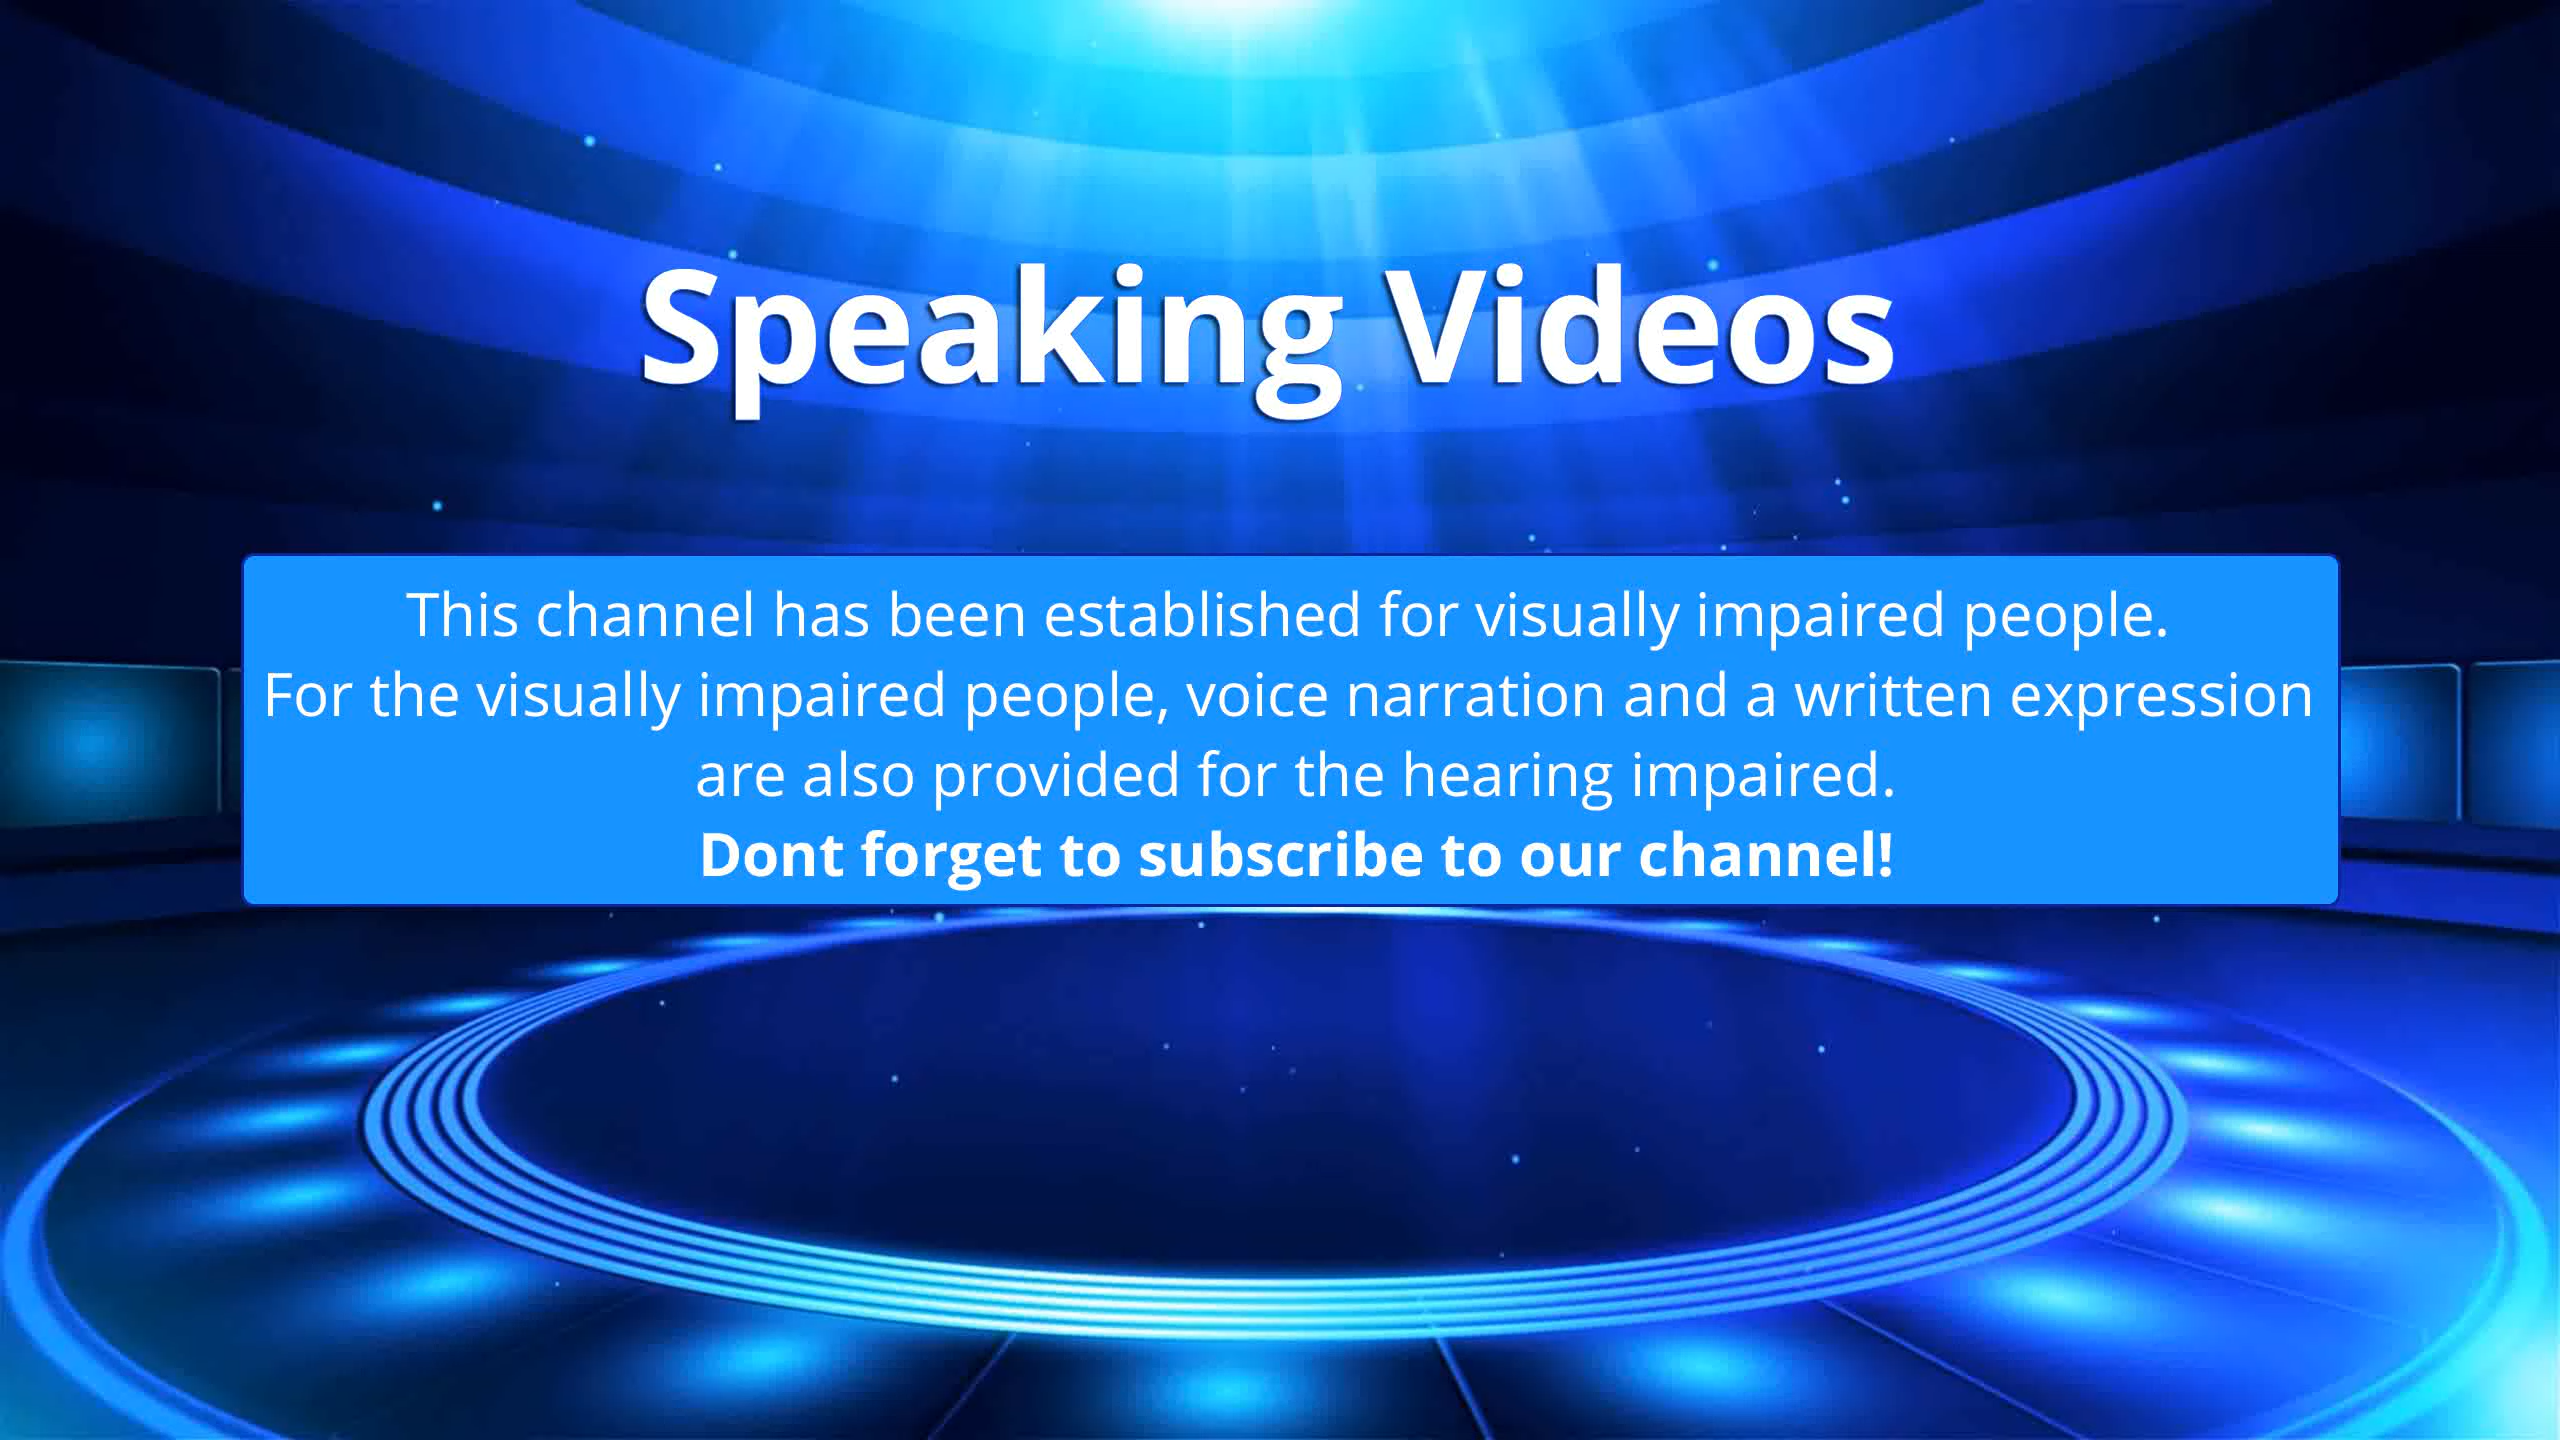 Speaking Videos
This channel has been established for visually impaired people.
For the visually impaired people, voice narration and a written expression
are also provided for the hearing impaired.
Dont forget to subscribe to our channel!